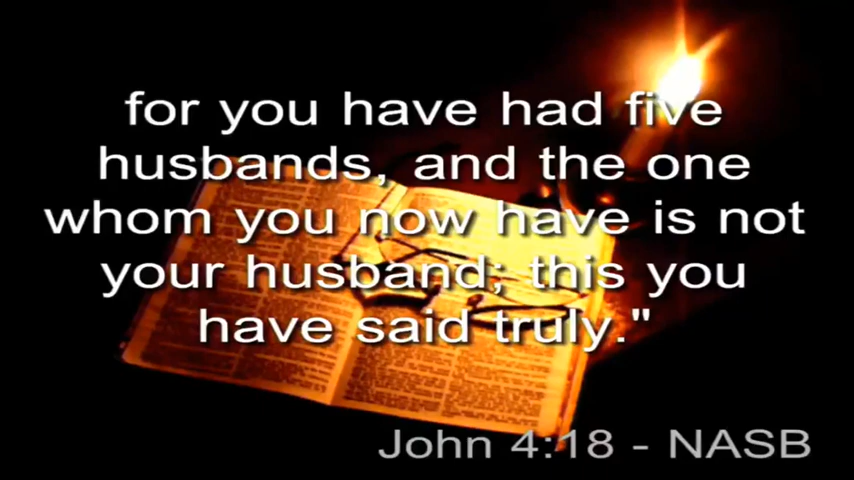 for you have had five
husbands, and the one
whom you now have is not
your husband; this you
have said truly."
John 4:18 - NASB